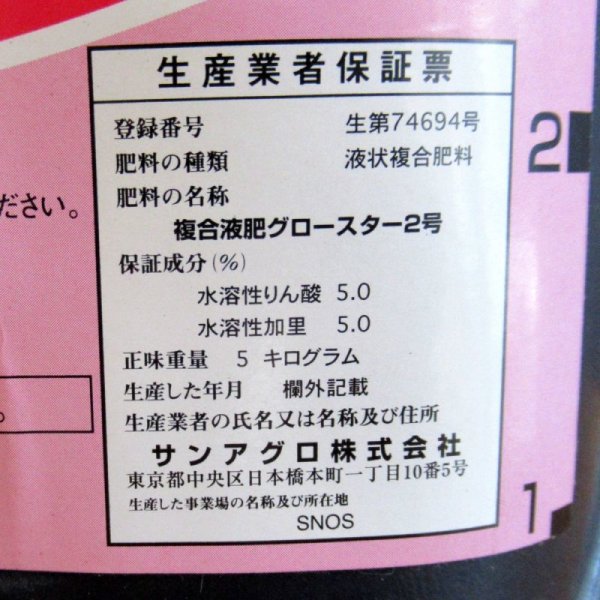 生産業者保証票
登録番号 生第74694号
肥料の種類 液状複合肥料
肥料の名称
複合液肥グロースター2号
保証成分(%)
水溶性りん酸 5.0
水溶性加里 5.0
正味重量 5 キログラム
生産した年月 欄外記載
生産業者の氏名又は名称及び住所
サンアグロ株式会社
東京都中央区日本橋本町一丁目10番5号
生産した事業場の名称及び所在地
SNOS
ださい。
。
2
1